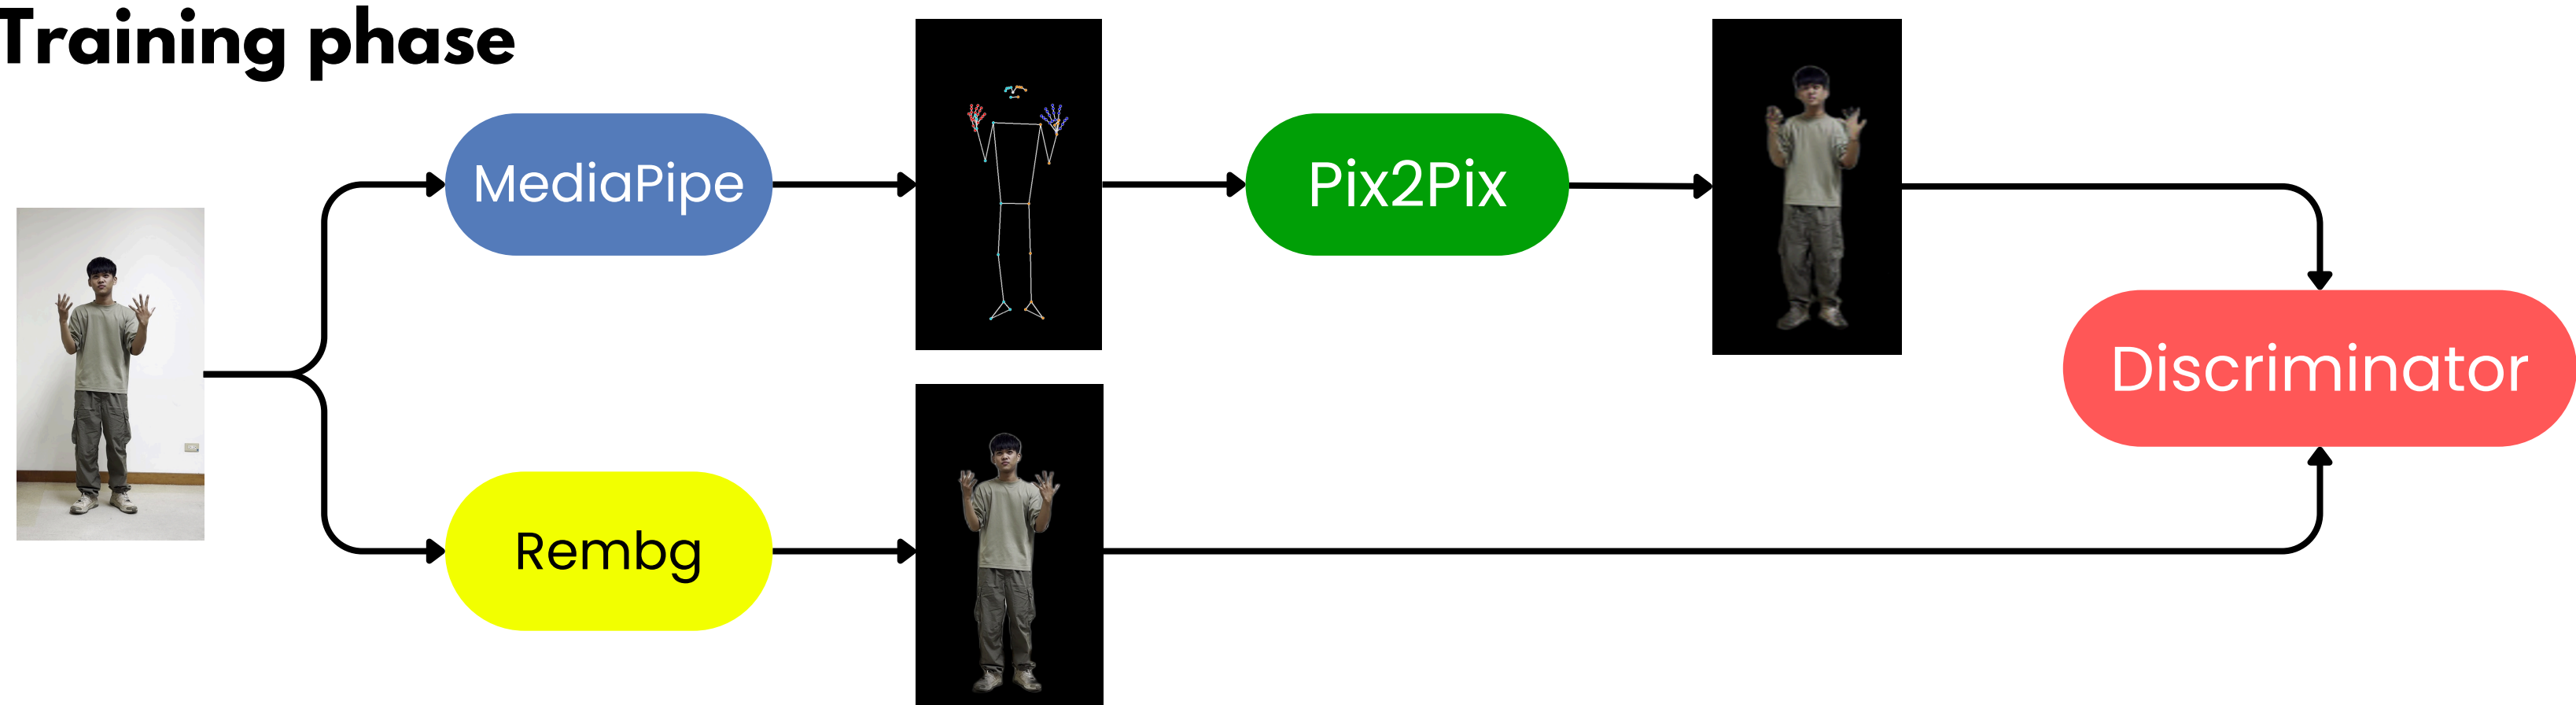 Training phase
MediaPipe
Pix2Pix
Discriminator
Rembg